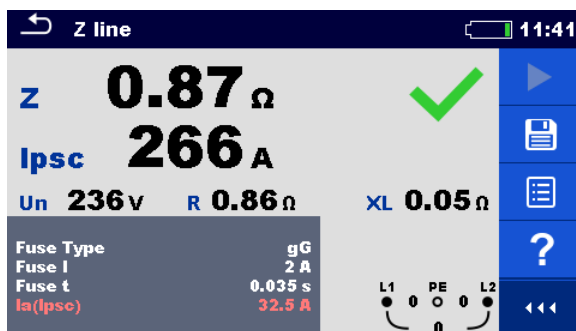 Z line 11:41
Z 0.87 Ω
Ipsc 266 A
Un 236 V R 0.86 Ω XL 0.05 Ω
Fuse Type gG
Fuse I 2 A
Fuse t 0.035 s
Ia(Ipsc) 32.5 A
L1 PE L2
0 0
0
?